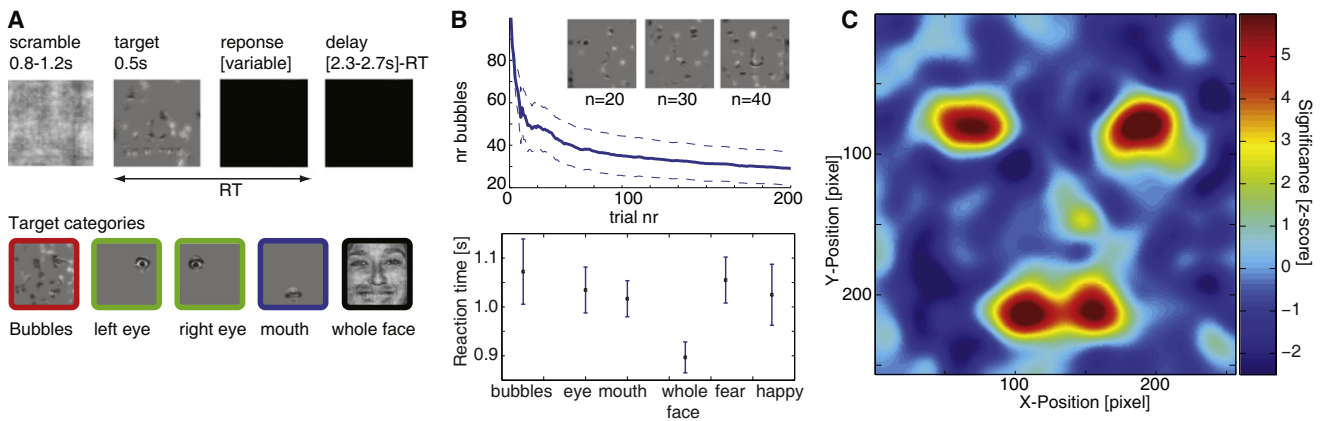 A
scramble
0.8-1.2s
target
0.5s
reponse
[variable]
delay
[2.3-2.7s]-RT
RT
Target categories
Bubbles
left eye
right eye
mouth
whole face
B
nr bubbles
80
60
40
20
0
100
200
trial nr
n=20
n=30
n=40
Reaction time [s]
1.1
1.0
0.9
bubbles
eye
mouth
whole
face
fear
happy
C
Y-Position [pixel]
100
200
100
200
X-Position [pixel]
5
4
3
2
1
0
−1
−2
Significance [z-score]